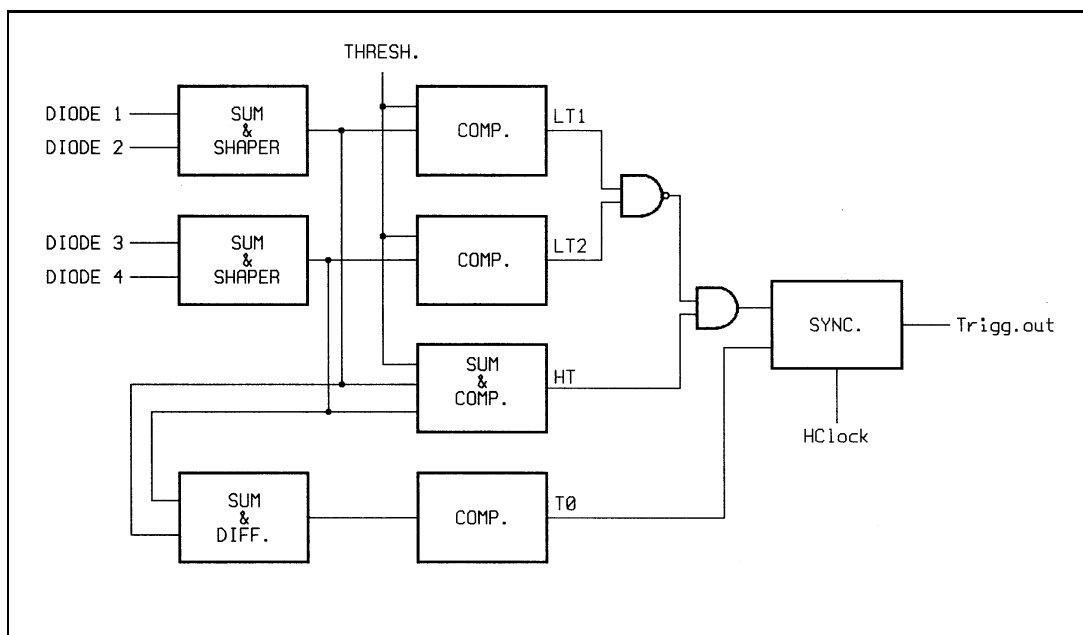 THRESH.
DIODE 1
DIODE 2
SUM
&
SHAPER
COMP.
LT1
DIODE 3
DIODE 4
SUM
&
SHAPER
COMP.
LT2
SYNC.
Trigg.out
SUM
&
COMP.
HT
HClock
SUM
&
DIFF.
COMP.
T0